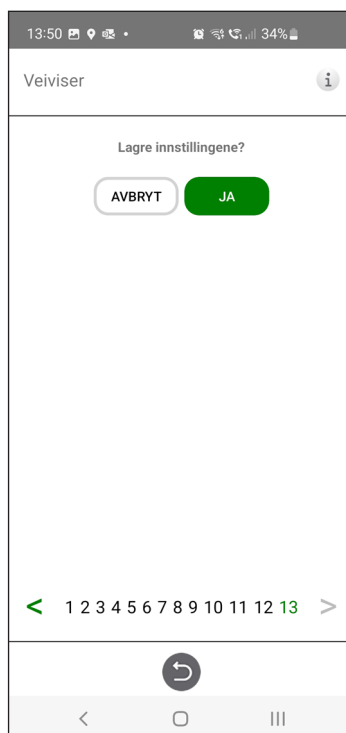 13:50 34%
Veiviser i
Lagre innstillingene?
AVBRYT JA
< 1 2 3 4 5 6 7 8 9 10 11 12 13 >